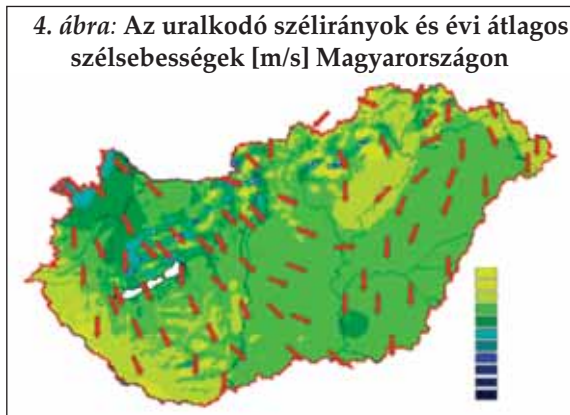 4. ábra: Az uralkodó szélirányok és évi átlagos
szélsebességek [m/s] Magyarországon